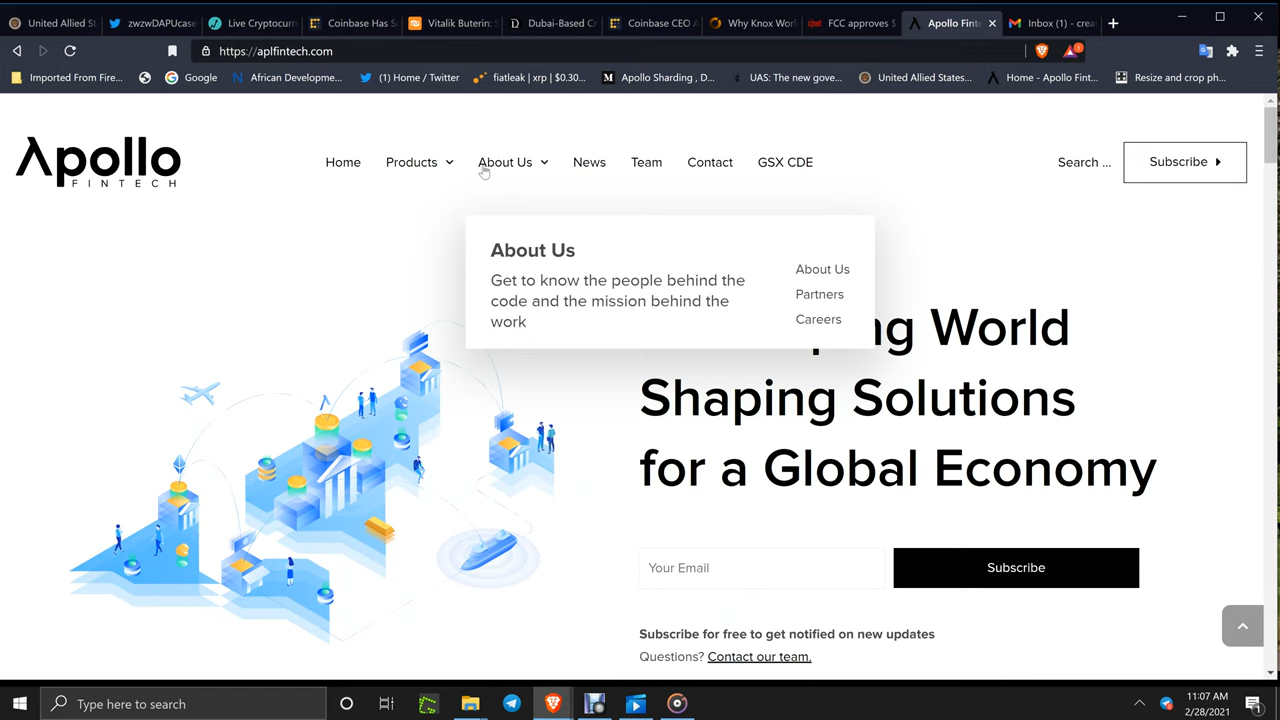 United Allied St
zwzwDAPUcase
Live Cryptocurr
Coinbase Has S
Vitalik Buterin:
Dubai-Based C
Coinbase CEO A
Why Knox Worl
FCC approves S
Apollo Finte
Inbox (1) - crea
https://aplfintech.com
Imported From Fire...
Google
African Developme...
(1) Home / Twitter
fiatleak | xrp | $0.30...
Apollo Sharding , D...
UAS: The new gove...
United Allied States...
Home - Apollo Fint...
Resize and crop ph...
Apollo
FINTECH
Home
Products
About Us
News
Team
Contact
GSX CDE
Search ...
Subscribe
About Us
Get to know the people behind the
code and the mission behind the
work
About Us
Partners
Careers
ng World
Shaping Solutions
for a Global Economy
Your Email
Subscribe
Subscribe for free to get notified on new updates
Questions? Contact our team.
Type here to search
11:07 AM
2/28/2021